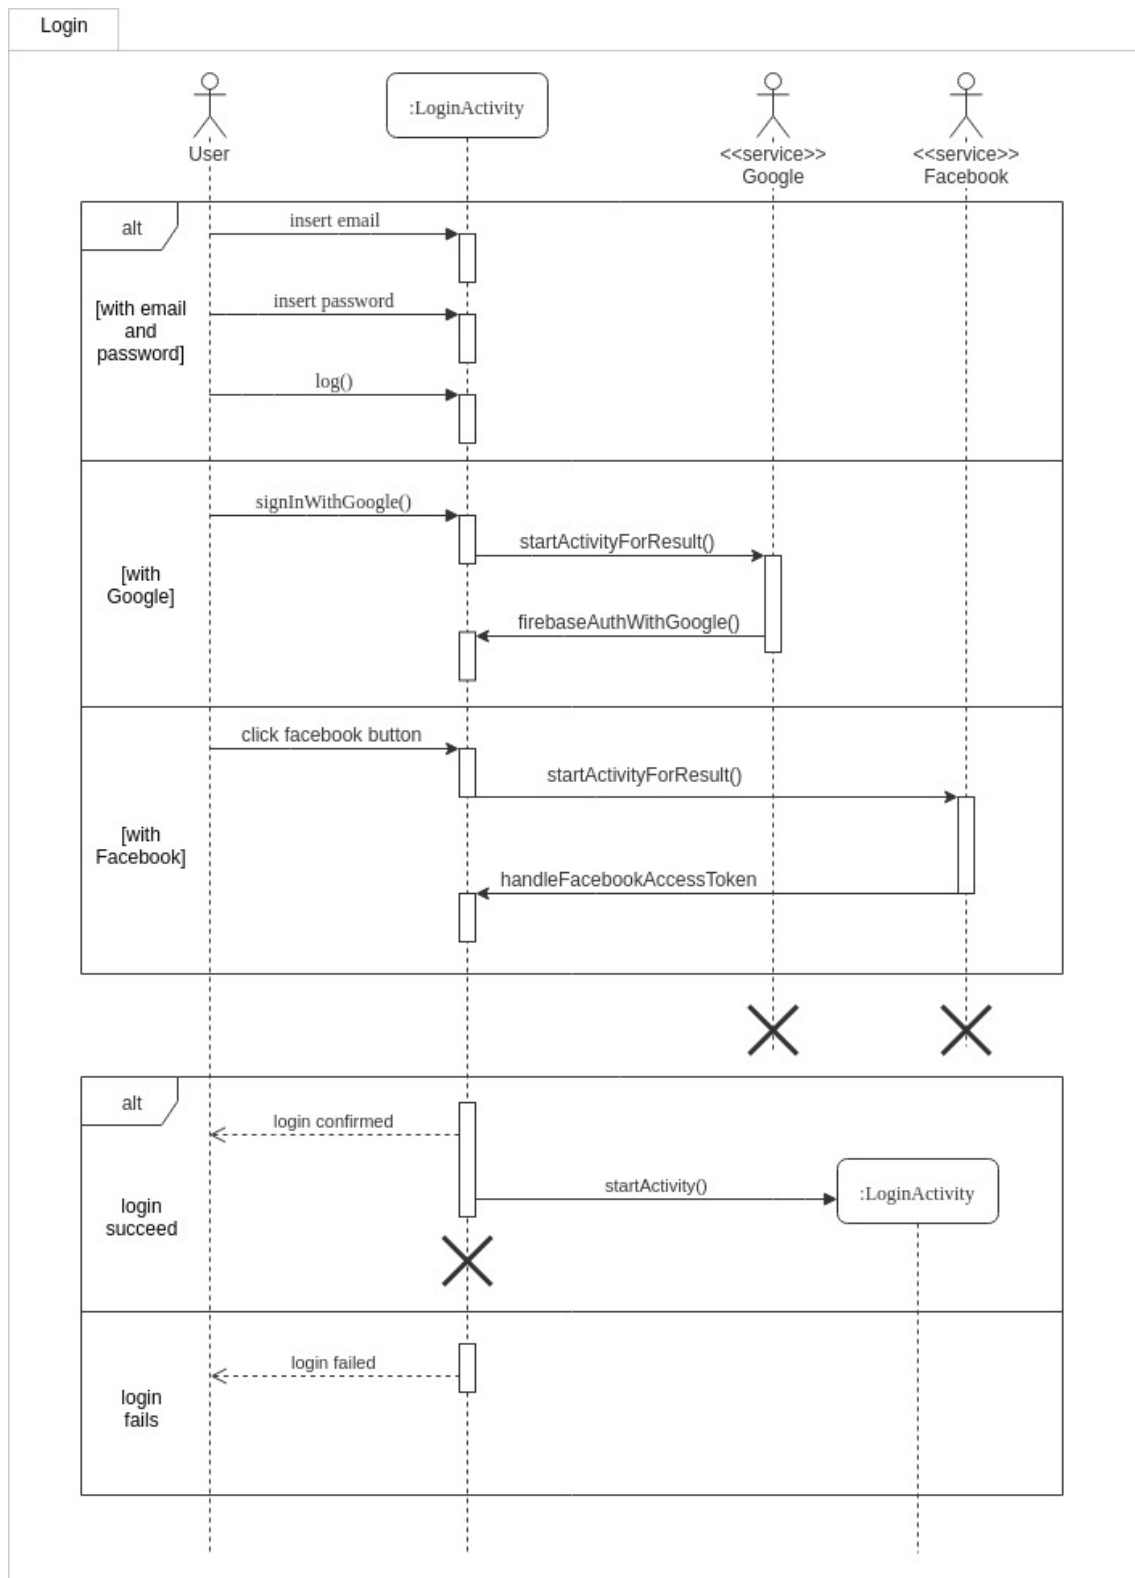 Login
:LoginActivity
User
<<service>>
Google
<<service>>
Facebook
alt
insert email
[with email
and
password]
insert password
log()
signInWithGoogle()
startActivityForResult()
[with
Google]
firebaseAuthWithGoogle()
click facebook button
startActivityForResult()
[with
Facebook]
handleFacebookAccessToken
alt
login confirmed
login
succeed
startActivity()
:LoginActivity
login failed
login
fails